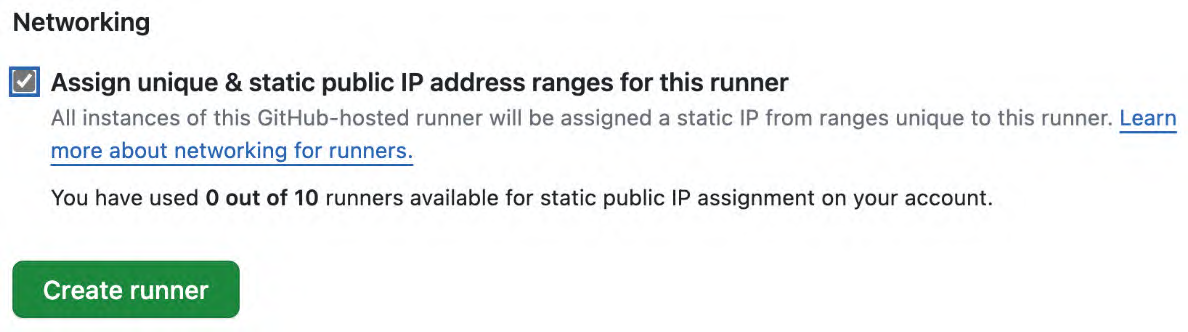 Networking
Assign unique & static public IP address ranges for this runner
All instances of this GitHub-hosted runner will be assigned a static IP from ranges unique to this runner. Learn
more about networking for runners.
You have used 0 out of 10 runners available for static public IP assignment on your account.
Create runner